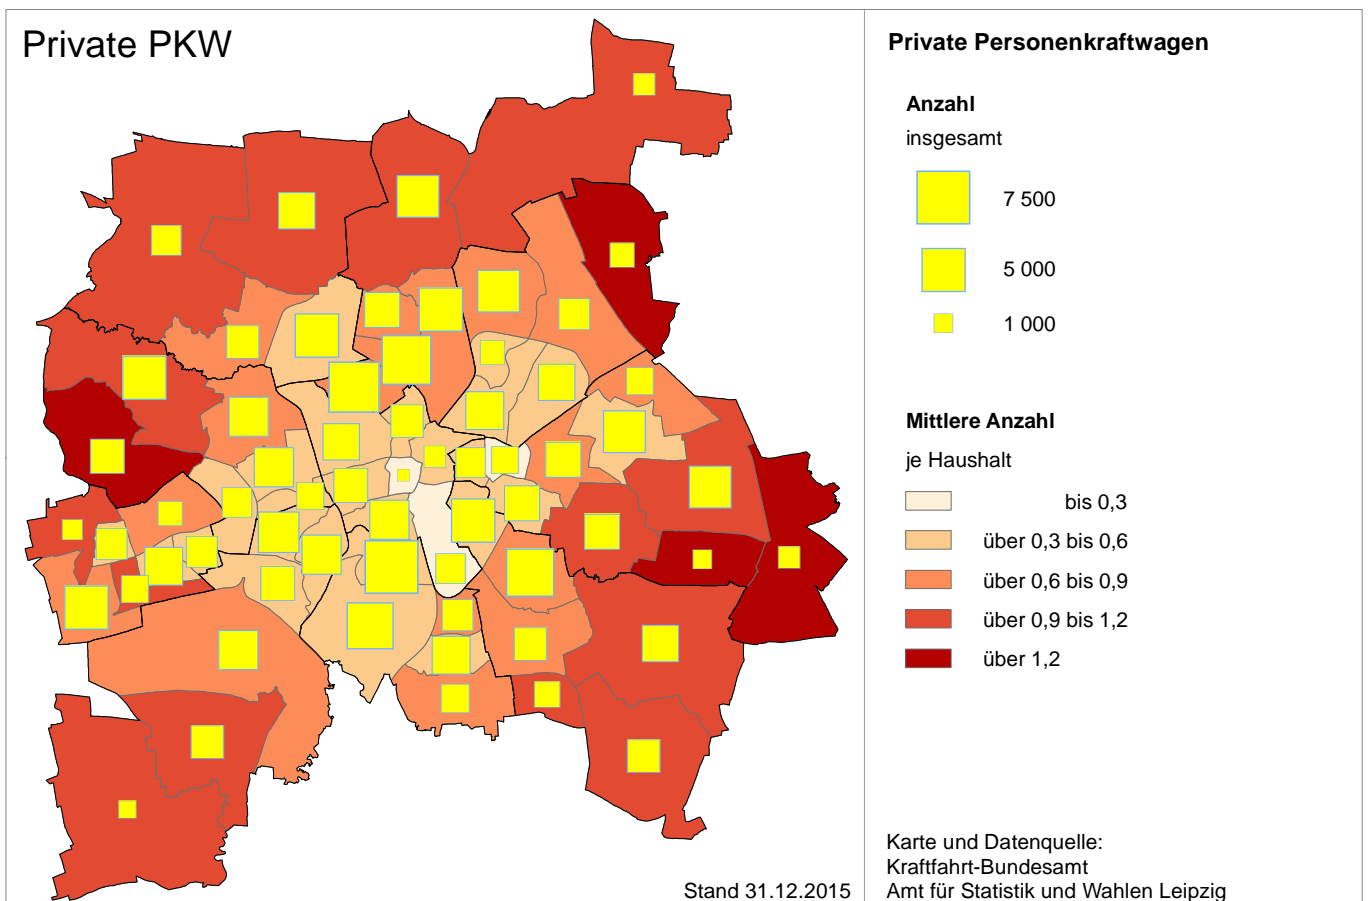 Private PKW
Stand 31.12.2015
Private Personenkraftwagen
Anzahl
insgesamt
7 500
5 000
1 000
Mittlere Anzahl
je Haushalt
bis 0,3
über 0,3 bis 0,6
über 0,6 bis 0,9
über 0,9 bis 1,2
über 1,2
Karte und Datenquelle:
Kraftfahrt-Bundesamt
Amt für Statistik und Wahlen Leipzig